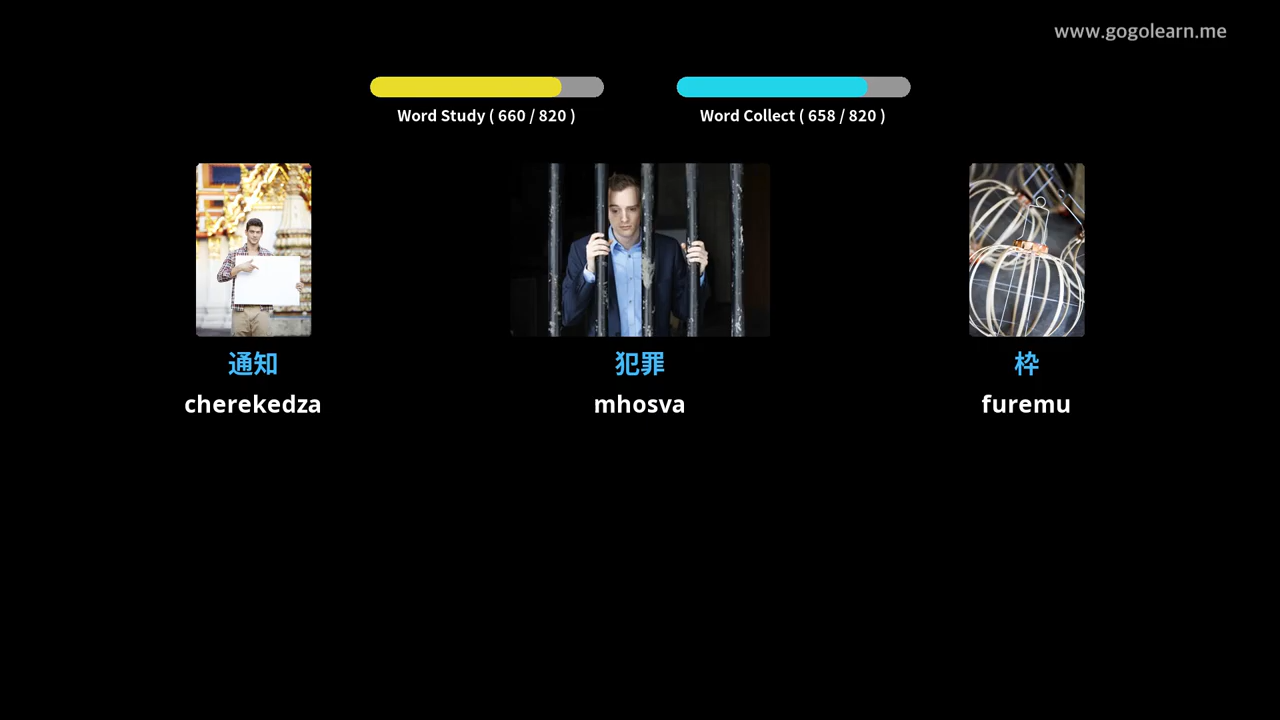 www.gogolearn.me
Word Study ( 660 / 820 )
Word Collect ( 658 / 820 )
通知
犯罪
枠
cherekedza
mhosva
furemu